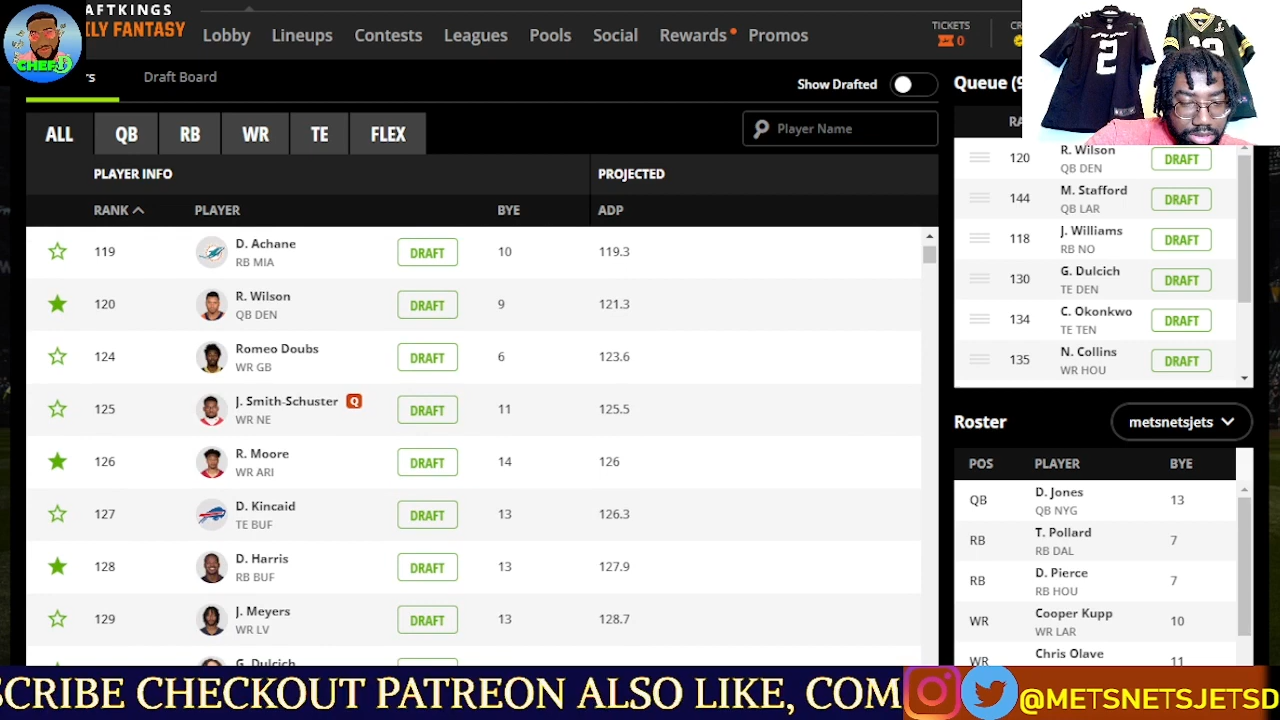 AFTKINGS
LY FANTASY
Lobby Lineups Contests Leagues Pools Social Rewards Promos
TICKETS
0
CHEF
Draft Board
Show Drafted
Queue (9
ALL QB RB WR TE FLEX
Player Name
PLAYER INFO PROJECTED
RANK PLAYER BYE ADP
119 D. Achane RB MIA DRAFT 10 119.3
120 R. Wilson QB DEN DRAFT 9 121.3
124 Romeo Doubs WR GB DRAFT 6 123.6
125 J. Smith-Schuster Q WR NE DRAFT 11 125.5
126 R. Moore WR ARI DRAFT 14 126
127 D. Kincaid TE BUF DRAFT 13 126.3
128 D. Harris RB BUF DRAFT 13 127.9
129 J. Meyers WR LV DRAFT 13 128.7
G. Dulcich
120 R. Wilson QB DEN DRAFT
144 M. Stafford QB LAR DRAFT
118 J. Williams RB NO DRAFT
130 G. Dulcich TE DEN DRAFT
134 C. Okonkwo TE TEN DRAFT
135 N. Collins WR HOU DRAFT
Roster metsnetsjets
POS PLAYER BYE
QB D. Jones QB NYG 13
RB T. Pollard RB DAL 7
RB D. Pierce RB HOU 7
WR Cooper Kupp WR LAR 10
WR Chris Olave 11
SCRIBE CHECKOUT PATREON ALSO LIKE, COM
@METSNETSJETSD
2